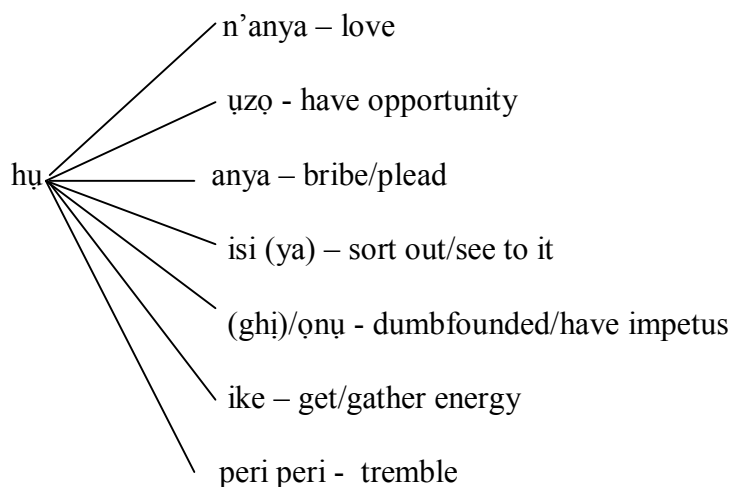 n’anya – love
ụzọ - have opportunity
hụ anya – bribe/plead
isi (ya) – sort out/see to it
(ghị)/ọnụ - dumbfounded/have impetus
ike – get/gather energy
peri peri - tremble